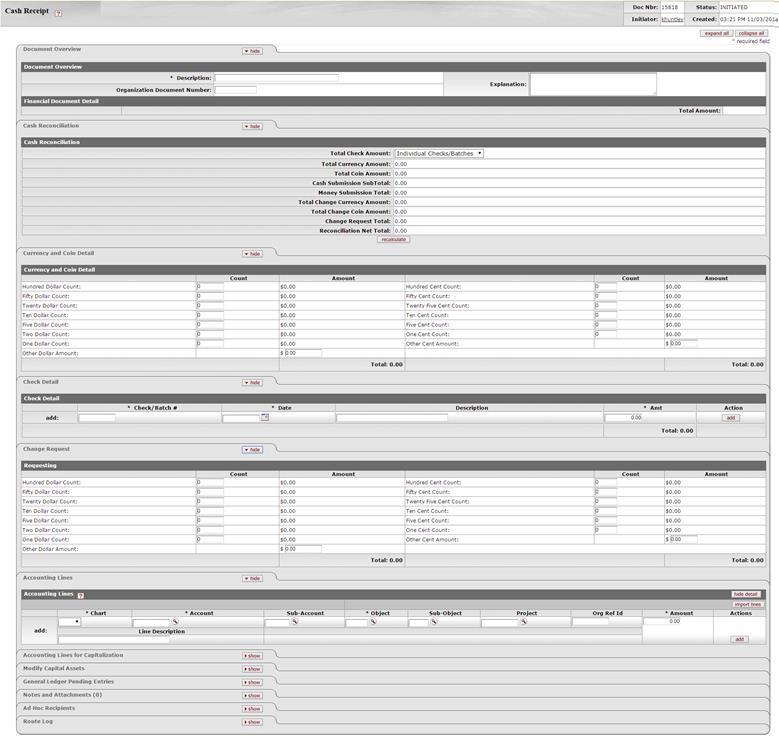 Cash Receipt ?
Doc Nbr: 15818 Status: INITIATED
Initiator: khuntley Created: 03:21 PM 11/03/201
expand all collapse all
* required field
Document Overview hide
Document Overview
* Description: Explanation:
Organization Document Number:
Financial Document Detail
Total Amount:
Cash Reconciliation hide
Cash Reconciliation
Total Check Amount: Individual Checks/Batches
Total Currency Amount: 0.00
Total Coin Amount: 0.00
Cash Submission SubTotal: 0.00
Money Submission Total: 0.00
Total Change Currency Amount: 0.00
Total Change Coin Amount: 0.00
Change Request Total: 0.00
Reconciliation Net Total: 0.00
recalculate
Currency and Coin Detail hide
Currency and Coin Detail
Count Amount Count Amount
Hundred Dollar Count: 0 $0.00 Hundred Cent Count: 0 $0.00
Fifty Dollar Count: 0 $0.00 Fifty Cent Count: 0 $0.00
Twenty Dollar Count: 0 $0.00 Twenty Five Cent Count: 0 $0.00
Ten Dollar Count: 0 $0.00 Ten Cent Count: 0 $0.00
Five Dollar Count: 0 $0.00 Five Cent Count: 0 $0.00
Two Dollar Count: 0 $0.00 One Cent Count: 0 $0.00
One Dollar Count: 0 $0.00 Other Cent Amount: $ 0.00
Other Dollar Amount: $ 0.00
Total: 0.00 Total: 0.00
Check Detail hide
Check Detail
* Check/Batch # * Date Description * Amt Action
add: 0.00 add
Total: 0.00
Change Request hide
Requesting
Count Amount Count Amount
Hundred Dollar Count: 0 $0.00 Hundred Cent Count: 0 $0.00
Fifty Dollar Count: 0 $0.00 Fifty Cent Count: 0 $0.00
Twenty Dollar Count: 0 $0.00 Twenty Five Cent Count: 0 $0.00
Ten Dollar Count: 0 $0.00 Ten Cent Count: 0 $0.00
Five Dollar Count: 0 $0.00 Five Cent Count: 0 $0.00
Two Dollar Count: 0 $0.00 One Cent Count: 0 $0.00
One Dollar Count: 0 $0.00 Other Cent Amount: $ 0.00
Other Dollar Amount: $ 0.00
Total: 0.00 Total: 0.00
Accounting Lines hide
Accounting Lines ? hide detail
import lines
* Chart * Account Sub-Account * Object Sub-Object Project Org Ref Id * Amount Actions
add: 0.00 add
Line Description
Accounting Lines for Capitalization show
Modify Capital Assets show
General Ledger Pending Entries show
Notes and Attachments (0) show
Ad Hoc Recipients show
Route Log show